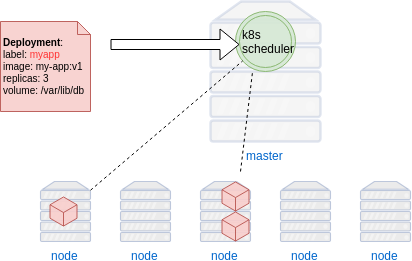 Deployment:
label: myapp
image: my-app:v1
replicas: 3
volume: /var/lib/db
k8s
scheduler
master
node
node
node
node
node